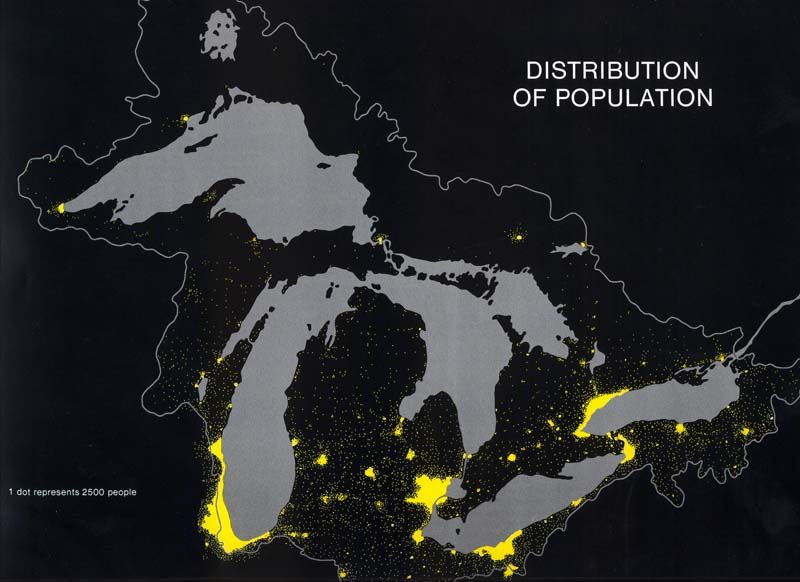 DISTRIBUTION
OF POPULATION
1 dot represents 2500 people